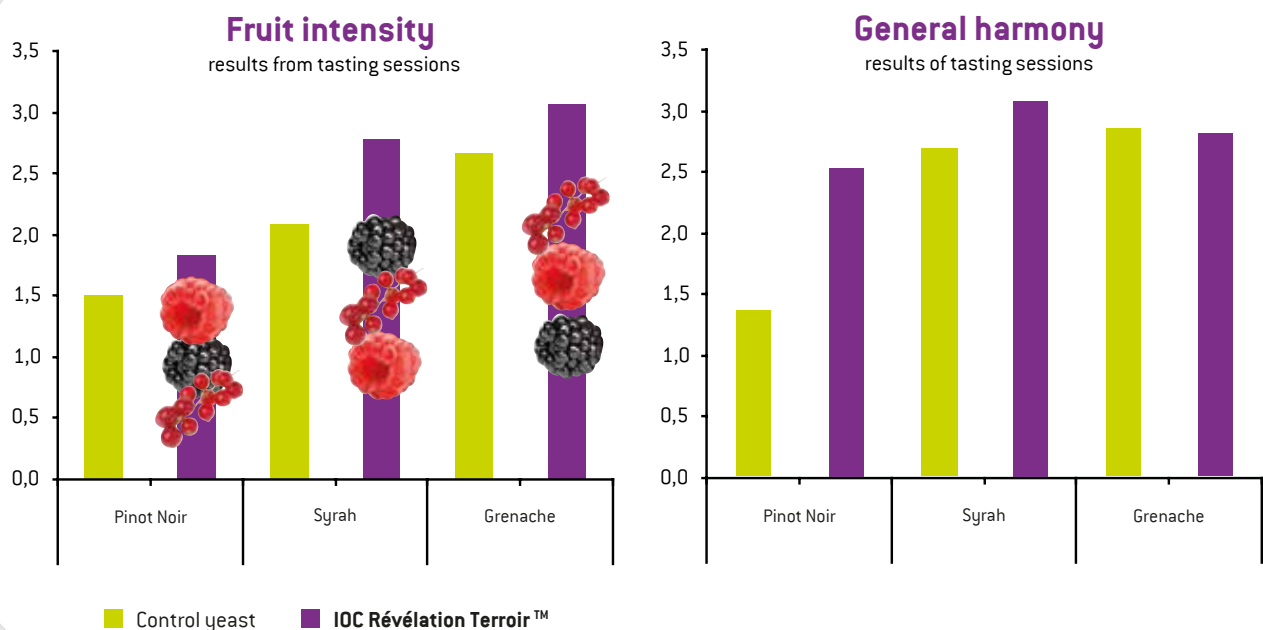 Fruit intensity
results from tasting sessions
3,5
3,0
2,5
2,0
1,5
1,0
0,5
0,0
Pinot Noir
Syrah
Grenache
General harmony
results of tasting sessions
3,5
3,0
2,5
2,0
1,5
1,0
0,5
0,0
Pinot Noir
Syrah
Grenache
Control yeast
IOC Révélation Terroir™